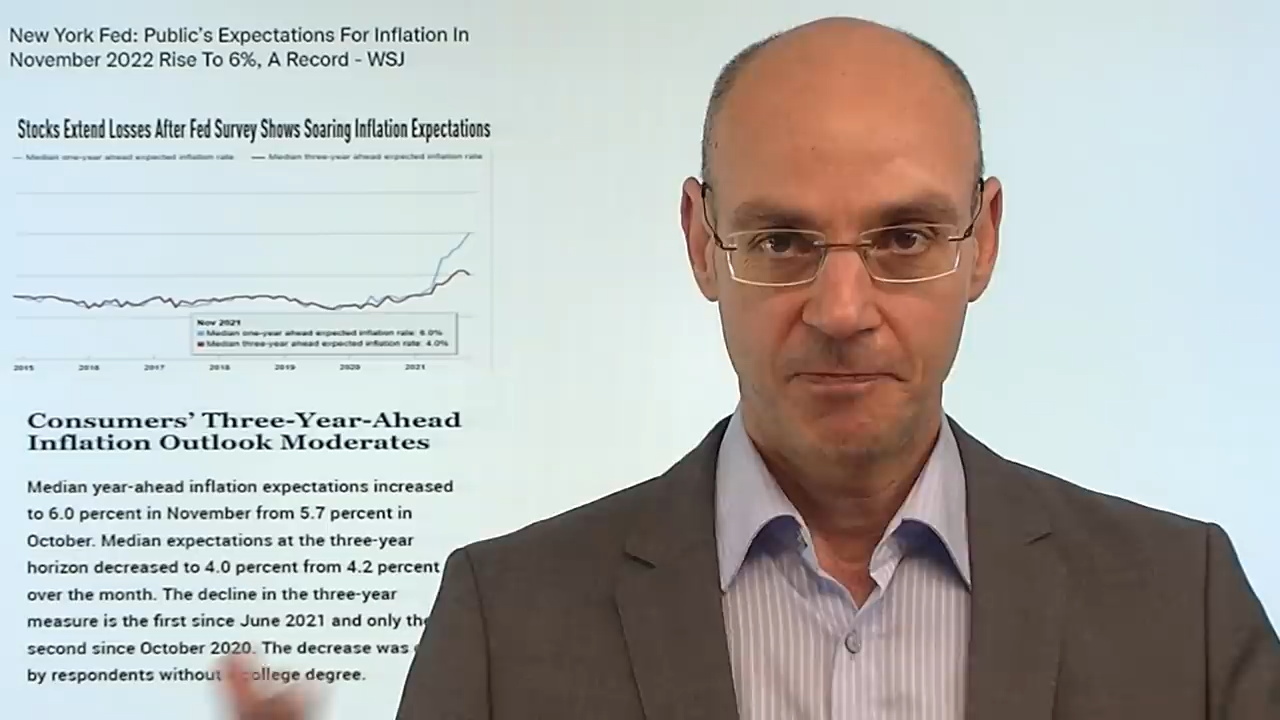 New York Fed: Public's Expectations For Inflation In
November 2022 Rise To 6%, A Record - WSJ
Stocks Extend Losses After Fed Survey Shows Soaring Inflation Expectations
Median one-year ahead expected inflation rate
Median three-year ahead expected inflation rate
Nov 2021
Median one-year ahead expected inflation rate: 6.0%
Median three-year ahead expected inflation rate: 4.0%
2015 2016 2017 2018 2019 2020 2021
Consumers' Three-Year-Ahead
Inflation Outlook Moderates
Median year-ahead inflation expectations increased
to 6.0 percent in November from 5.7 percent in
October. Median expectations at the three-year
horizon decreased to 4.0 percent from 4.2 percent
over the month. The decline in the three-year
measure is the first since June 2021 and only the
second since October 2020. The decrease was
by respondents without college degree.